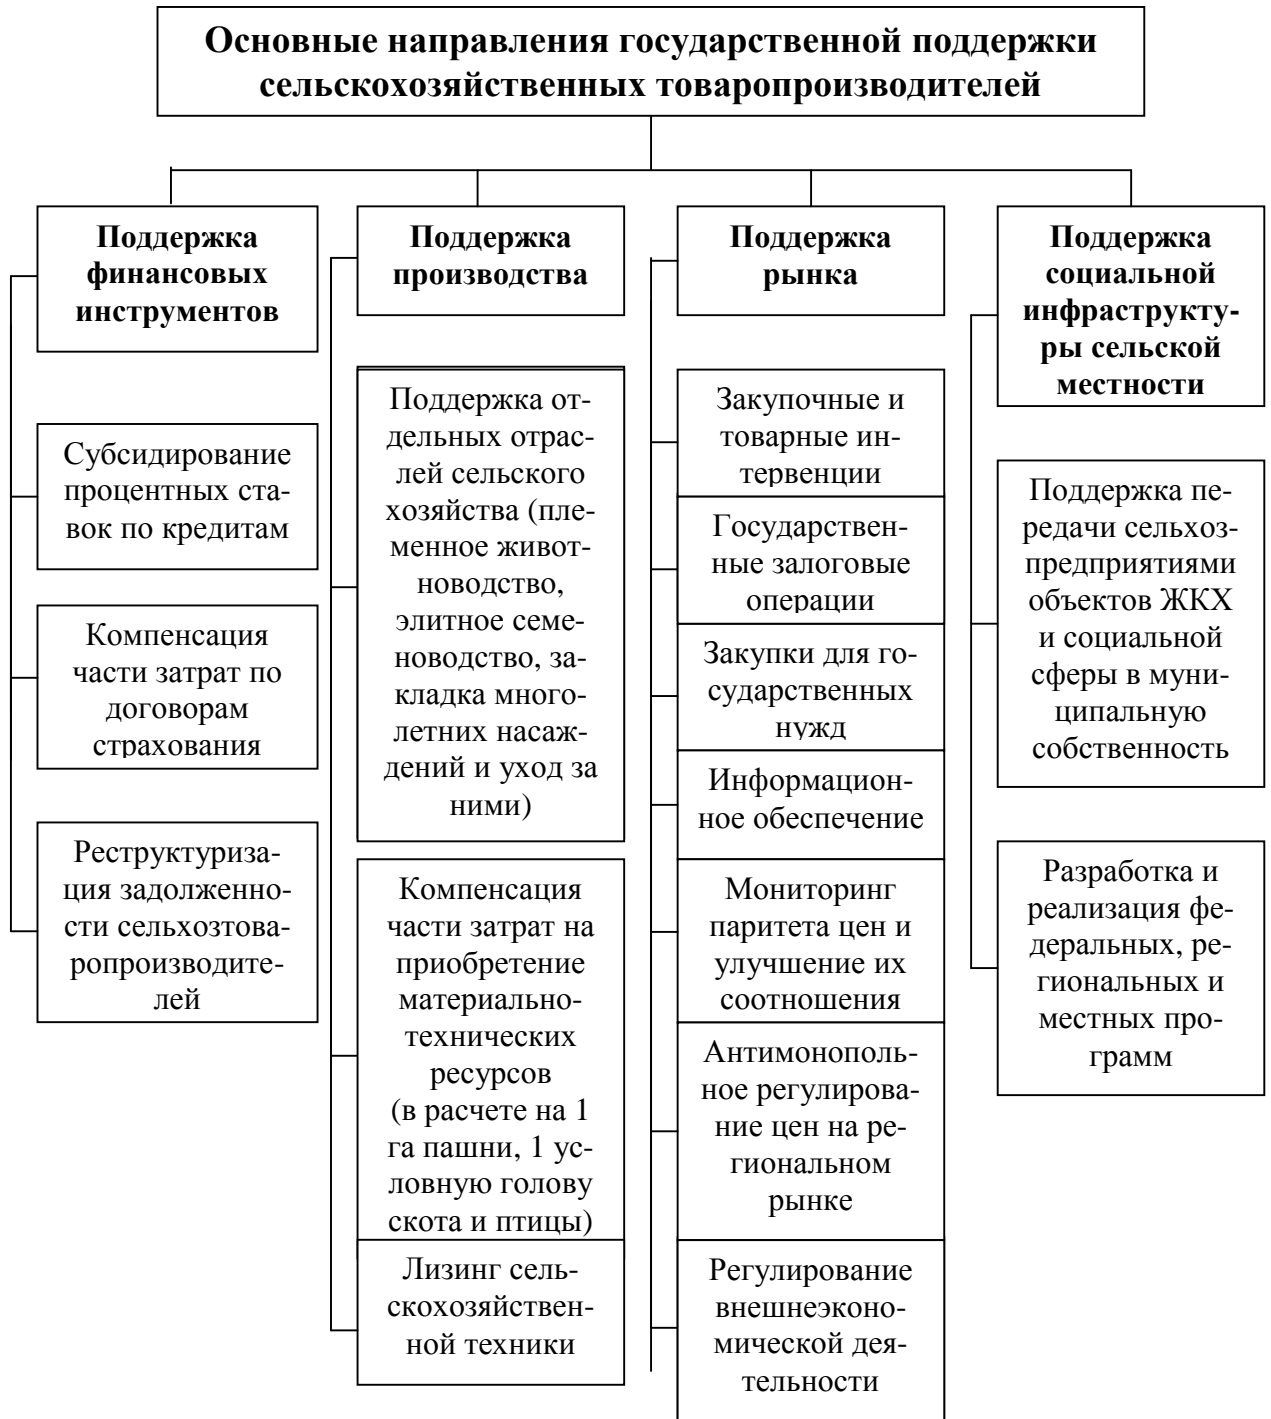 Основные направления государственной поддержки
сельскохозяйственных товаропроизводителей
Поддержка
финансовых
инструментов
Субсидирование
процентных ста-
вок по кредитам
Компенсация
части затрат по
договорам
страхования
Реструктуриза-
ция задолженно-
сти сельхозтова-
ропроизводите-
лей
Поддержка
производства
Поддержка от-
дельных отрас-
лей сельского
хозяйства (пле-
менное живот-
новодство,
элитное семе-
новодство, за-
кладка много-
летних насаж-
дений и уход за
ними)
Компенсация
части затрат на
приобретение
материально-
технических
ресурсов
(в расчете на 1
га пашни, 1 ус-
ловную голову
скота и птицы)
Лизинг сель-
скохозяйствен-
ной техники
Поддержка
рынка
Закупочные и
товарные ин-
тервенции
Государствен-
ные залоговые
операции
Закупки для го-
сударственных
нужд
Информацион-
ное обеспечение
Мониторинг
паритета цен и
улучшение их
соотношения
Антимонополь-
ное регулирова-
ние цен на ре-
гиональном
рынке
Регулирование
внешнеэконо-
мической дея-
тельности
Поддержка
социальной
инфраструкту-
ры сельской
местности
Поддержка пе-
редачи сельхоз-
предприятиями
объектов ЖКХ
и социальной
сферы в муни-
ципальную
собственность
Разработка и
реализация фе-
деральных, ре-
гиональных и
местных про-
грамм